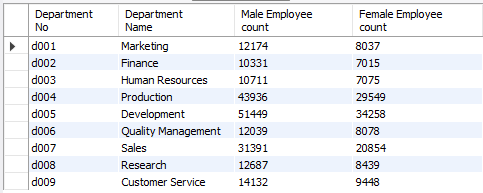 Department No Department Name Male Employee count Female Employee count
d001 Marketing 12174 8037
d002 Finance 10331 7015
d003 Human Resources 10711 7075
d004 Production 43936 29549
d005 Development 51449 34258
d006 Quality Management 12039 8078
d007 Sales 31391 20854
d008 Research 12687 8439
d009 Customer Service 14132 9448